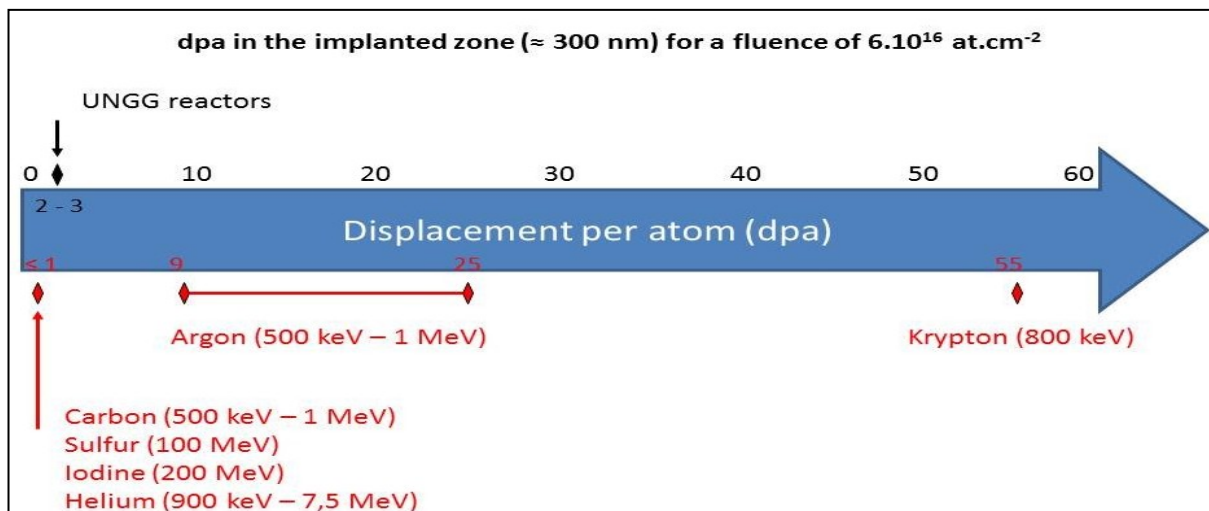 dpa in the implanted zone (≈ 300 nm) for a fluence of 6.10¹⁶ at.cm⁻²
UNGG reactors
0 10 20 30 40 50 60
2 - 3
Displacement per atom (dpa)
< 1 9 25 55
Argon (500 keV – 1 MeV) Krypton (800 keV)
Carbon (500 keV – 1 MeV)
Sulfur (100 MeV)
Iodine (200 MeV)
Helium (900 keV – 7,5 MeV)